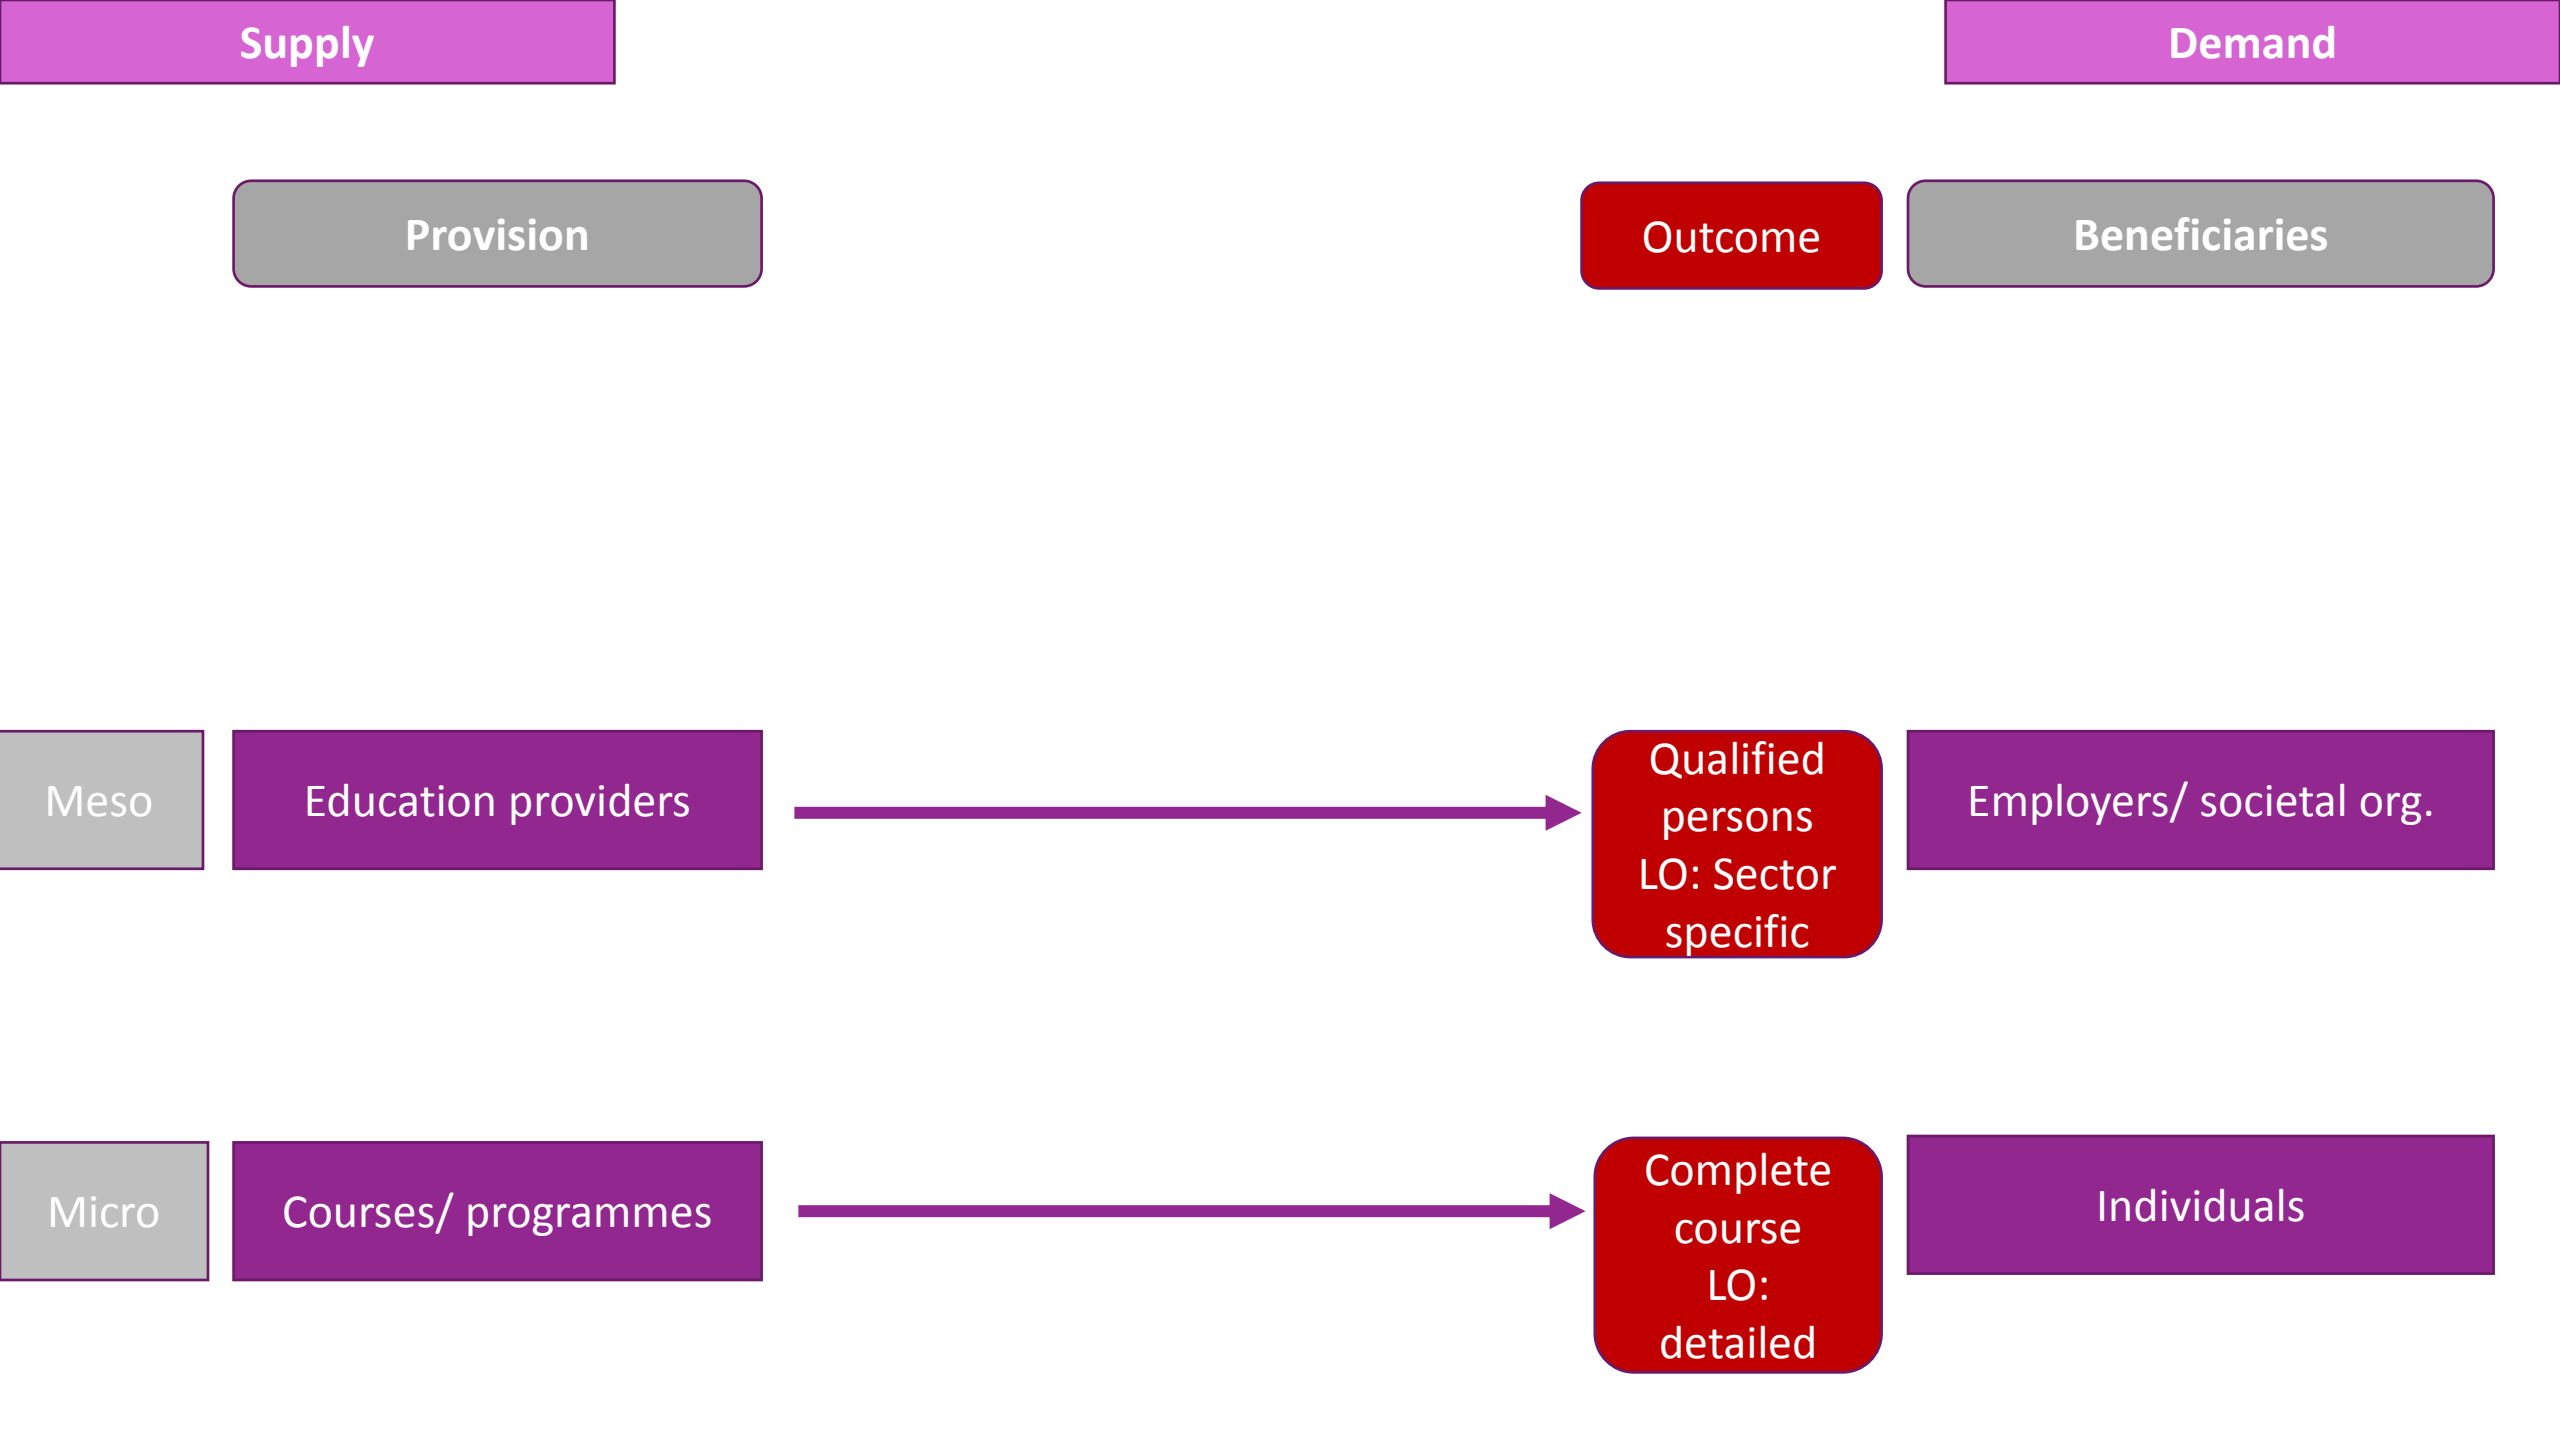 Supply
Demand
Provision
Outcome
Beneficiaries
Meso
Education providers
Qualified
persons
LO: Sector
specific
Employers/ societal org.
Micro
Courses/ programmes
Complete
course
LO:
detailed
Individuals